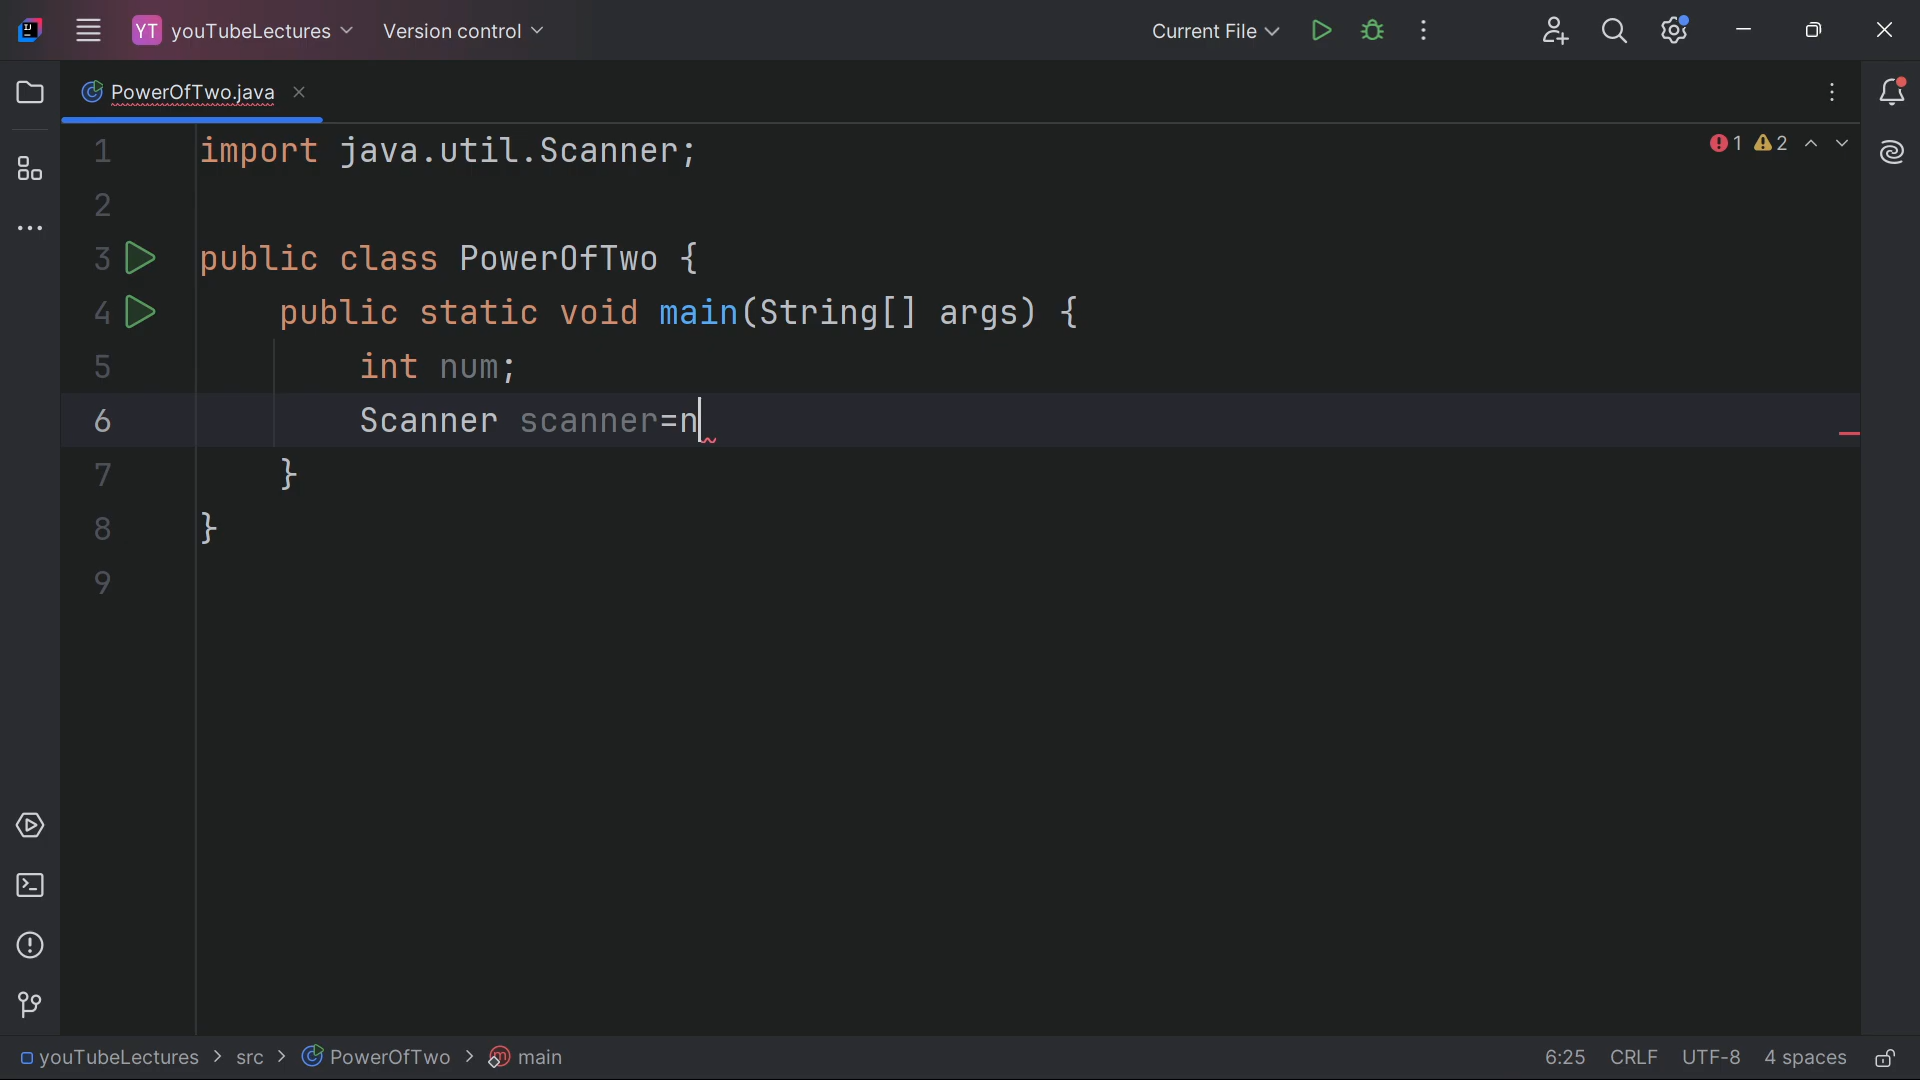 YT youTubeLectures Version control Current File
PowerOfTwo.java
1 import java.util.Scanner; 1 2
2
3 public class PowerOfTwo {
4 public static void main(String[] args) {
5 int num;
6 Scanner scanner=n
7 }
8 }
9
youTubeLectures > src > PowerOfTwo > main 6:25 CRLF UTF-8 4 spaces